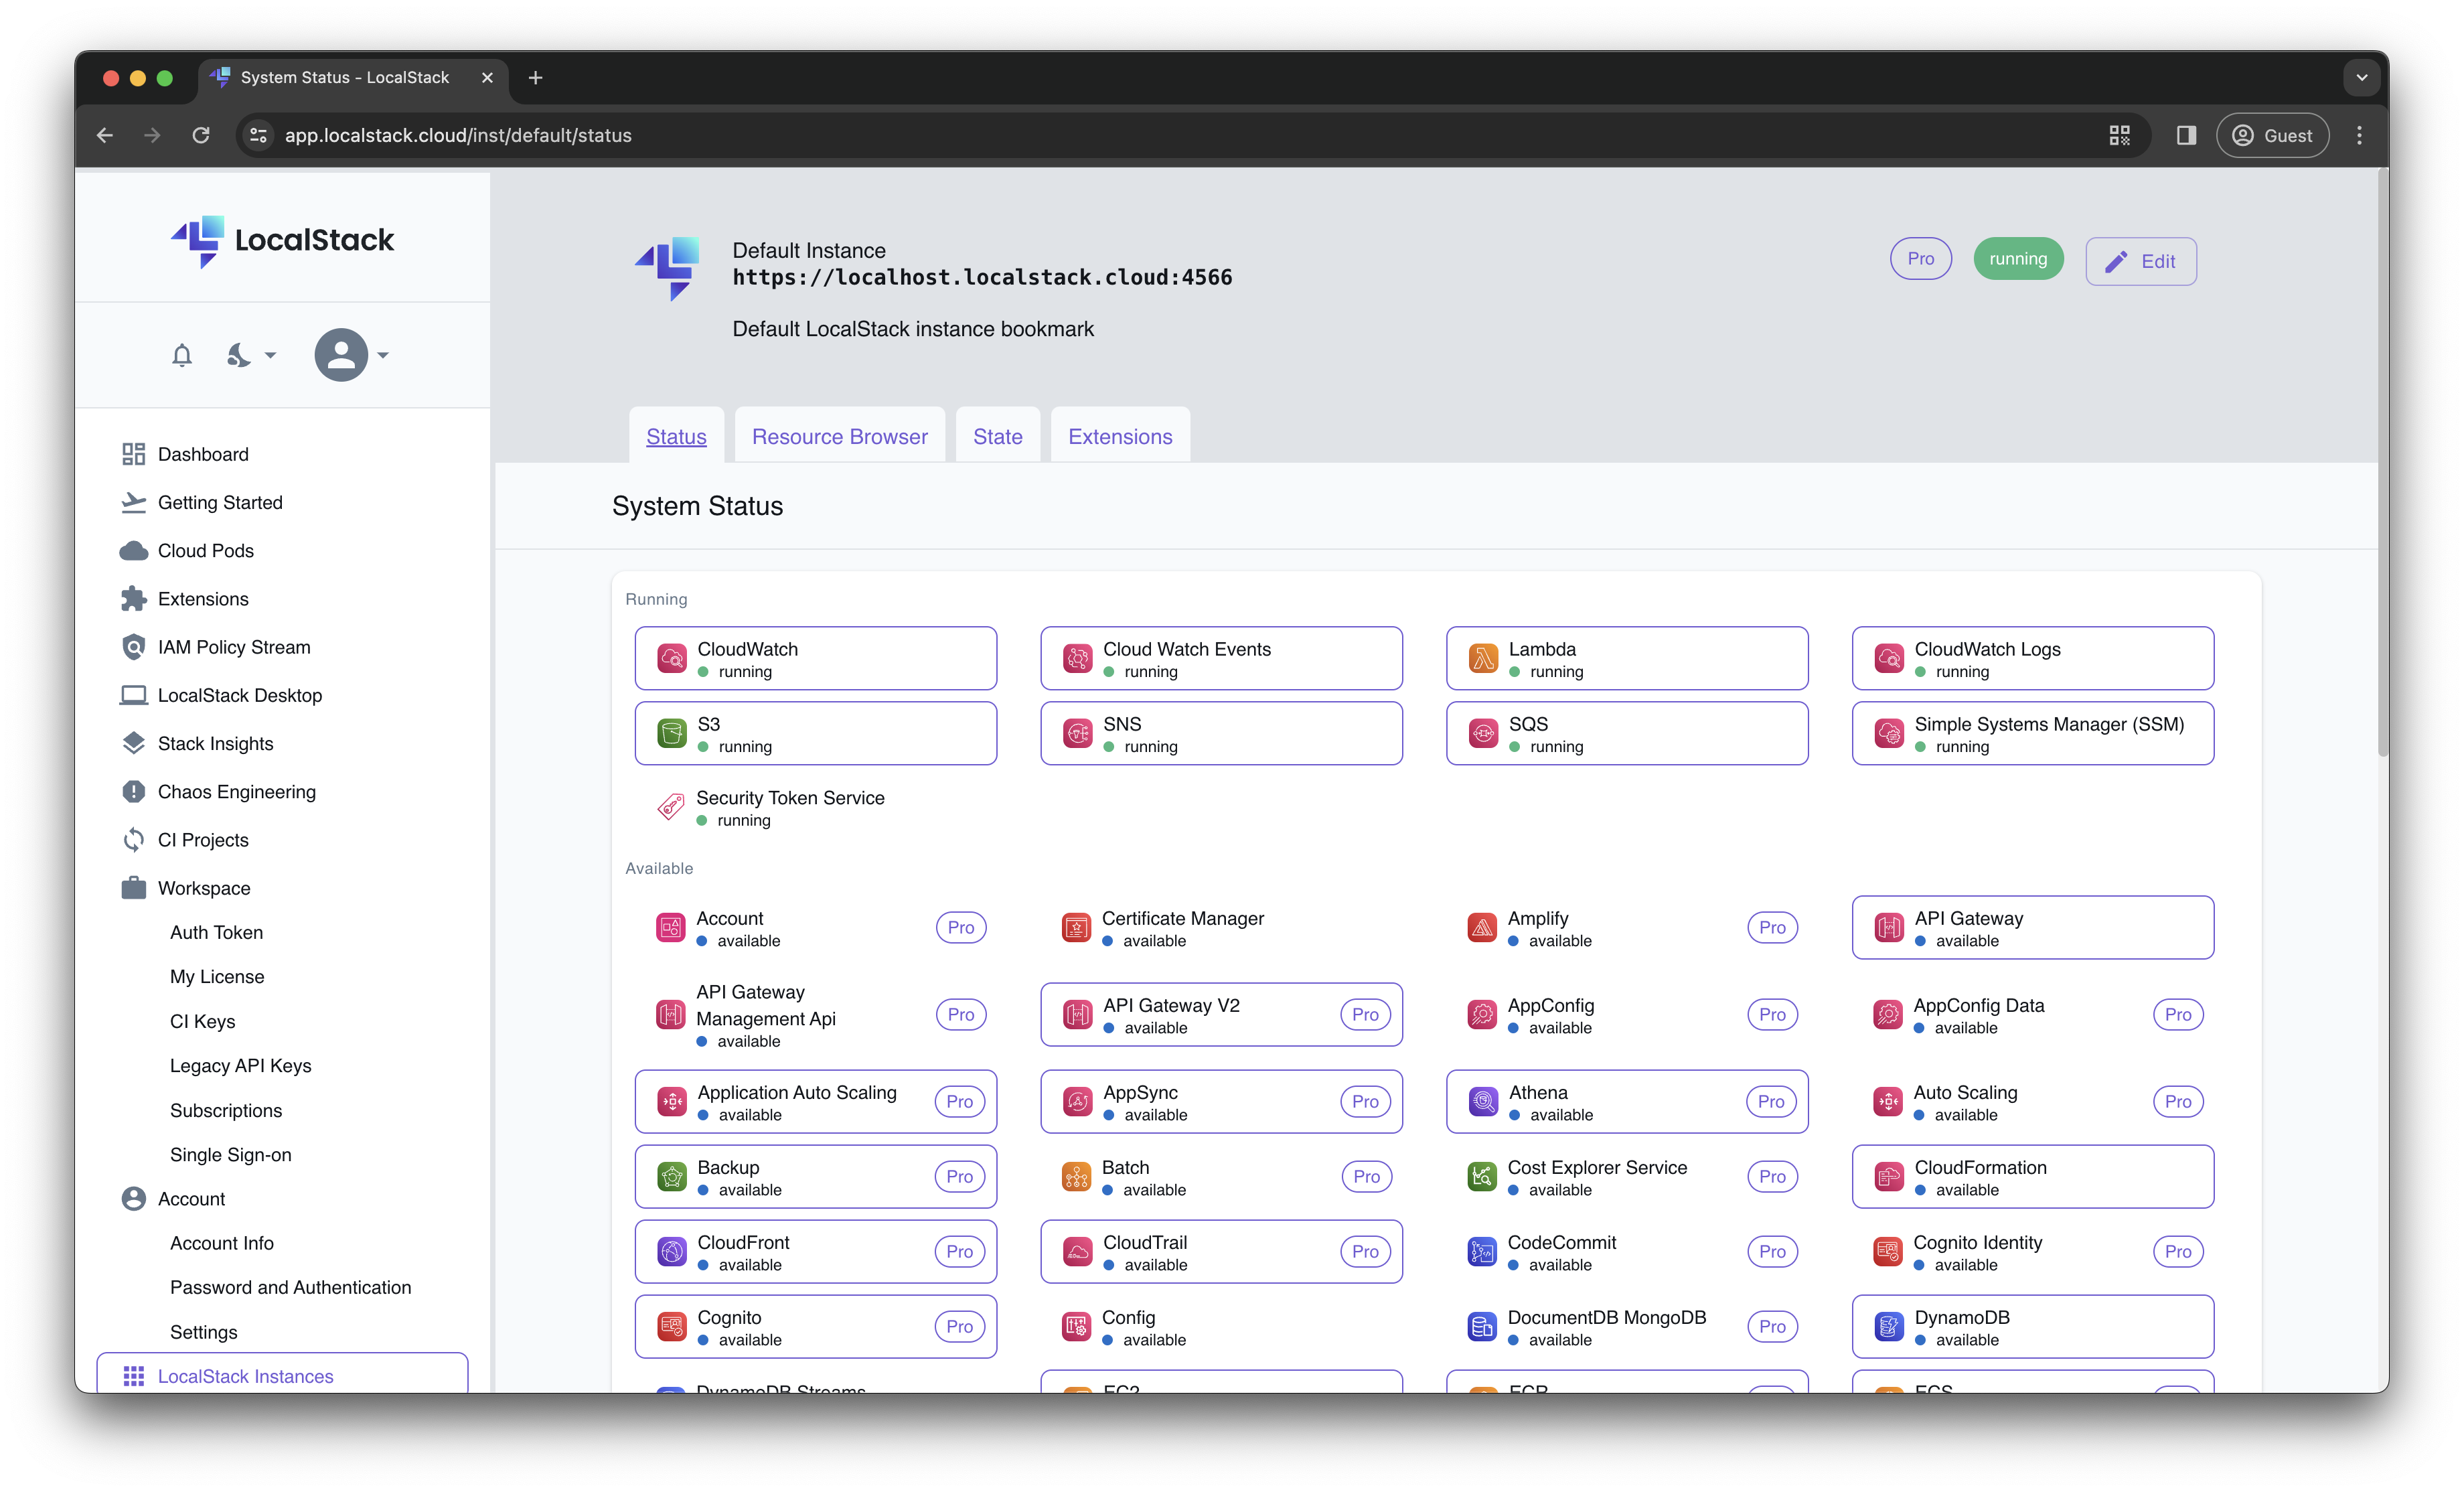 System Status - LocalStack
app.localstack.cloud/inst/default/status
Guest
LocalStack
Dashboard
Getting Started
Cloud Pods
Extensions
IAM Policy Stream
LocalStack Desktop
Stack Insights
Chaos Engineering
CI Projects
Workspace
Auth Token
My License
CI Keys
Legacy API Keys
Subscriptions
Single Sign-on
Account
Account Info
Password and Authentication
Settings
LocalStack Instances
Default Instance
https://localhost.localstack.cloud:4566
Default LocalStack instance bookmark
Pro
running
Edit
Status
Resource Browser
State
Extensions
System Status
Running
CloudWatch
running
Cloud Watch Events
running
Lambda
running
CloudWatch Logs
running
S3
running
SNS
running
SQS
running
Simple Systems Manager (SSM)
running
Security Token Service
running
Available
Account
available
Pro
Certificate Manager
available
Amplify
available
Pro
API Gateway
available
API Gateway
Management Api
available
Pro
API Gateway V2
available
Pro
AppConfig
available
Pro
AppConfig Data
available
Pro
Application Auto Scaling
available
Pro
AppSync
available
Pro
Athena
available
Pro
Auto Scaling
available
Pro
Backup
available
Pro
Batch
available
Pro
Cost Explorer Service
available
Pro
CloudFormation
available
CloudFront
available
Pro
CloudTrail
available
Pro
CodeCommit
available
Pro
Cognito Identity
available
Pro
Cognito
available
Pro
Config
available
DocumentDB MongoDB
available
Pro
DynamoDB
available
DynamoDB Streams
EC2
ECR
ECS